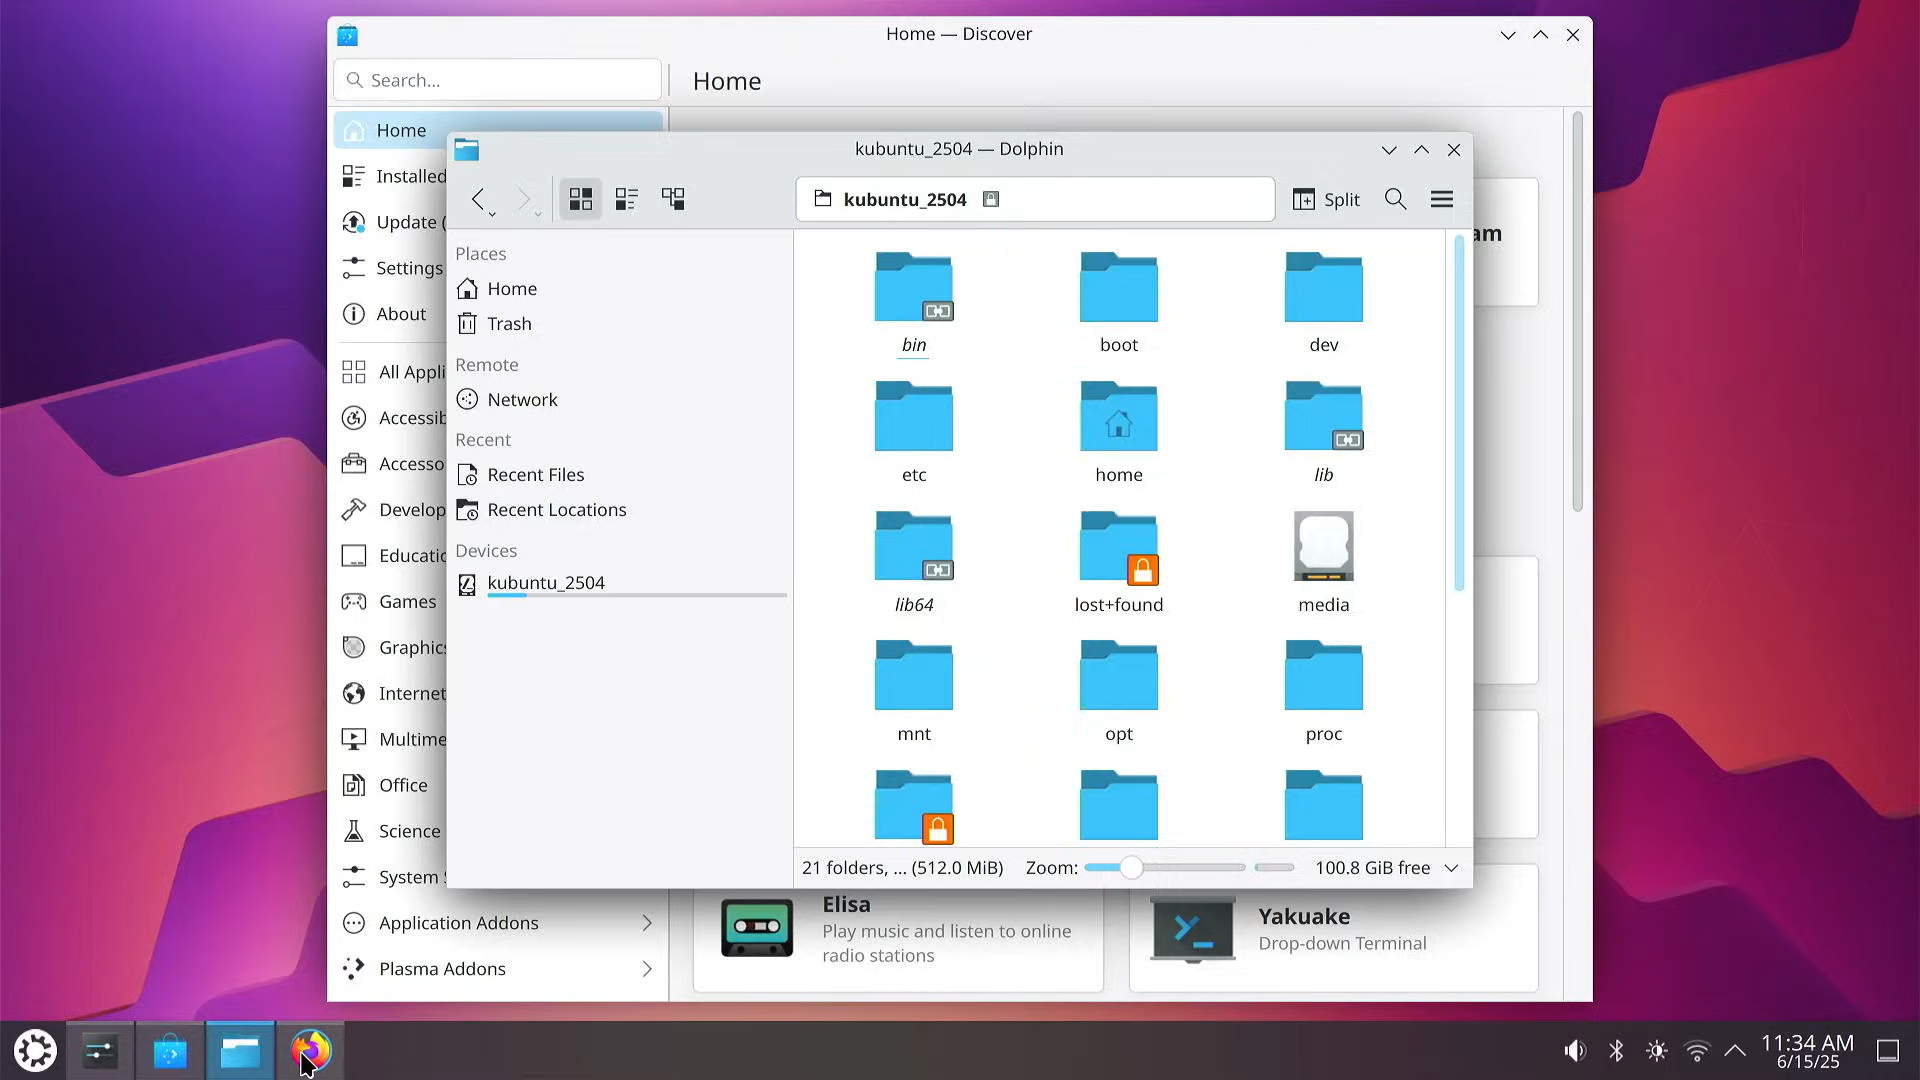 Home — Discover
Search...
Home
Home
Installed
Update (
Settings
About
All Appli
Accessib
Accesso
Develop
Educatio
Games
Graphics
Internet
Multime
Office
Science
System S
Application Addons
Plasma Addons
kubuntu_2504 — Dolphin
kubuntu_2504
Split
Places
Home
Trash
Remote
Network
Recent
Recent Files
Recent Locations
Devices
kubuntu_2504
bin
boot
dev
etc
home
lib
lib64
lost+found
media
mnt
opt
proc
21 folders, ... (512.0 MiB)
Zoom:
100.8 GiB free
am
Elisa
Play music and listen to online
radio stations
Yakuake
Drop-down Terminal
11:34 AM
6/15/25